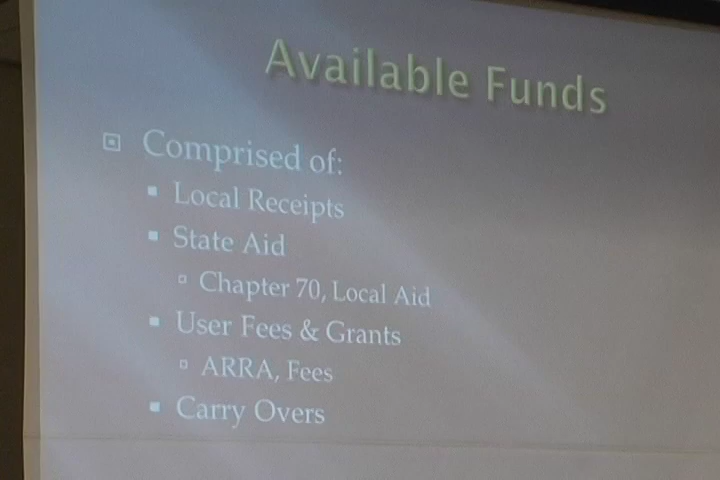 Available Funds
Comprised of:
Local Receipts
State Aid
Chapter 70, Local Aid
User Fees & Grants
ARRA, Fees
Carry Overs